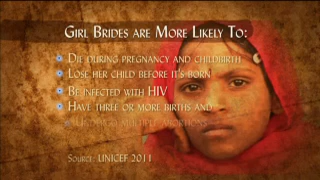 Girl Brides are More Likely To:
Die during pregnancy and childbirth
Lose her child before it's born
Be infected with HIV
Have three or more births and
Source: UNICEF 2011